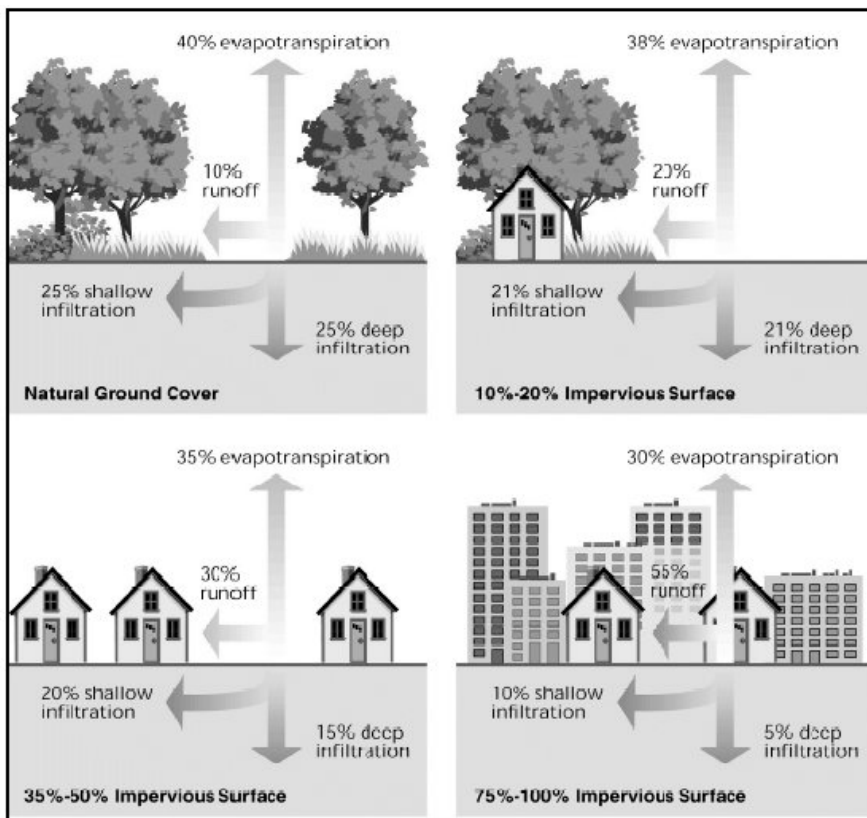 40% evapotranspiration
10%
runoff
25% shallow
infiltration
25% deep
infiltration
Natural Ground Cover
38% evapotranspiration
20%
runoff
21% shallow
infiltration
21% deep
infiltration
10%-20% Impervious Surface
35% evapotranspiration
30%
runoff
20% shallow
infiltration
15% deep
infiltration
35%-50% Impervious Surface
30% evapotranspiration
55%
runoff
10% shallow
infiltration
5% deep
infiltration
75%-100% Impervious Surface